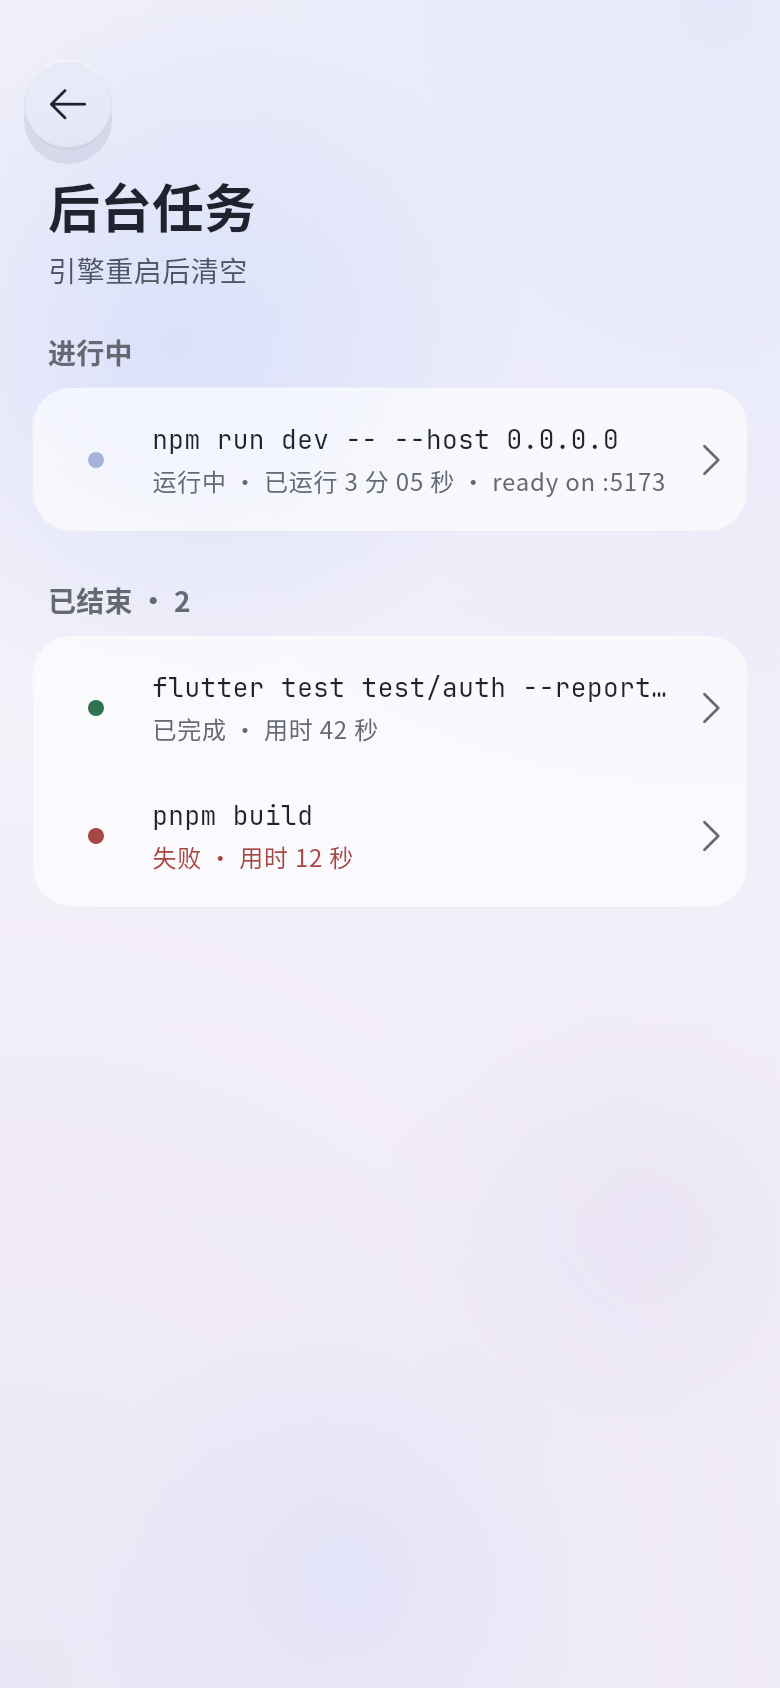 后台任务
引擎重启后清空
进行中
npm run dev -- --host 0.0.0.0
运行中 · 已运行 3 分 05 秒 · ready on :5173
已结束 · 2
flutter test test/auth --report…
已完成 · 用时 42 秒
pnpm build
失败 · 用时 12 秒